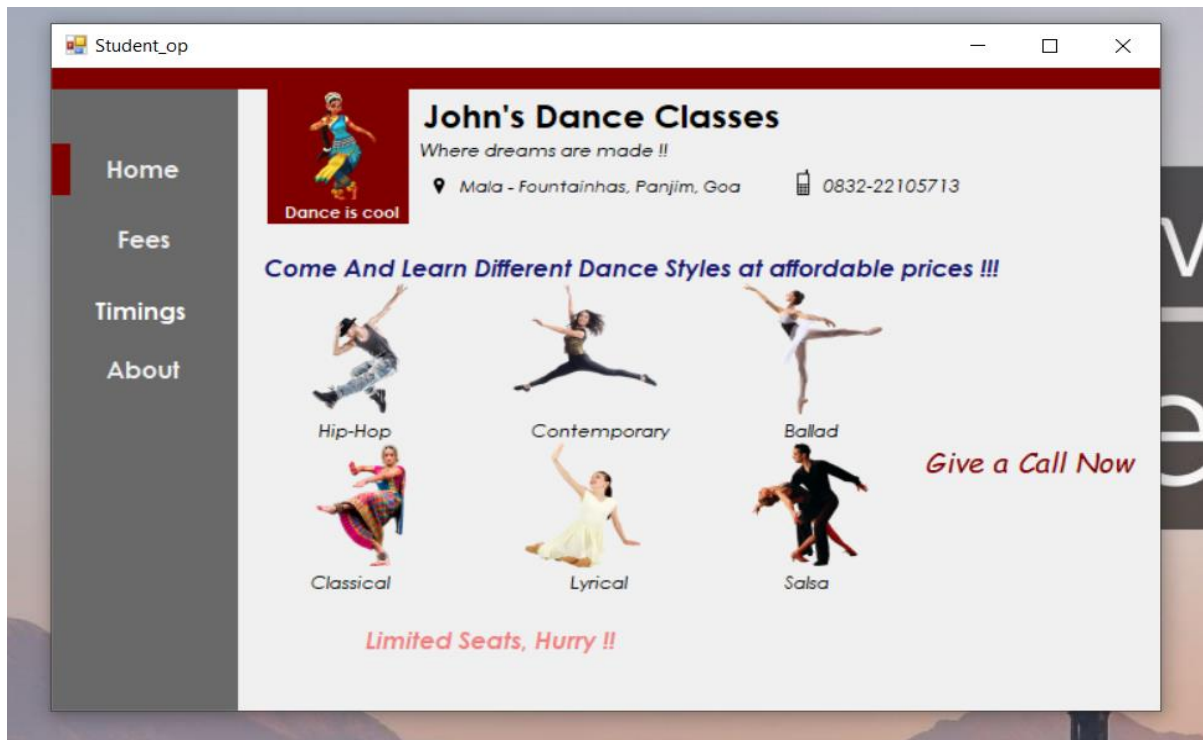 Student_op
John's Dance Classes
Where dreams are made !!
Mala - Fountainhas, Panjim, Goa 0832-22105713
Dance is cool
Home
Fees
Timings
About
Come And Learn Different Dance Styles at affordable prices !!!
Hip-Hop Contemporary Ballad
Give a Call Now
Classical Lyrical Salsa
Limited Seats, Hurry !!